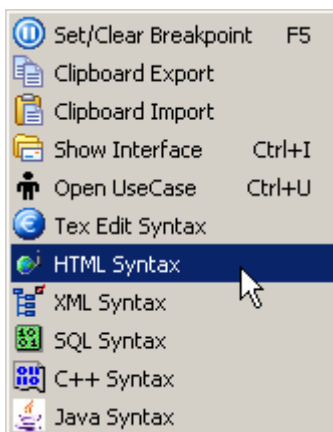 Set/Clear Breakpoint F5
Clipboard Export
Clipboard Import
Show Interface Ctrl+I
Open UseCase Ctrl+U
Tex Edit Syntax
HTML Syntax
XML Syntax
SQL Syntax
C++ Syntax
Java Syntax